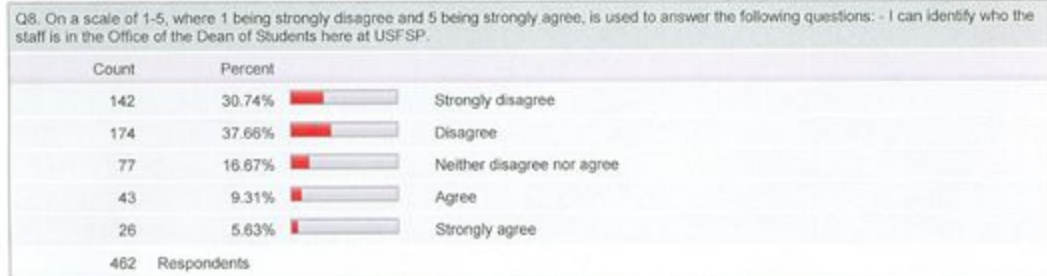 Q8. On a scale of 1-5, where 1 being strongly disagree and 5 being strongly agree, is used to answer the following questions: - I can identify who the
staff is in the Office of the Dean of Students here at USFSP.
Count Percent
142 30.74% Strongly disagree
174 37.66% Disagree
77 16.67% Neither disagree nor agree
43 9.31% Agree
26 5.63% Strongly agree
462 Respondents